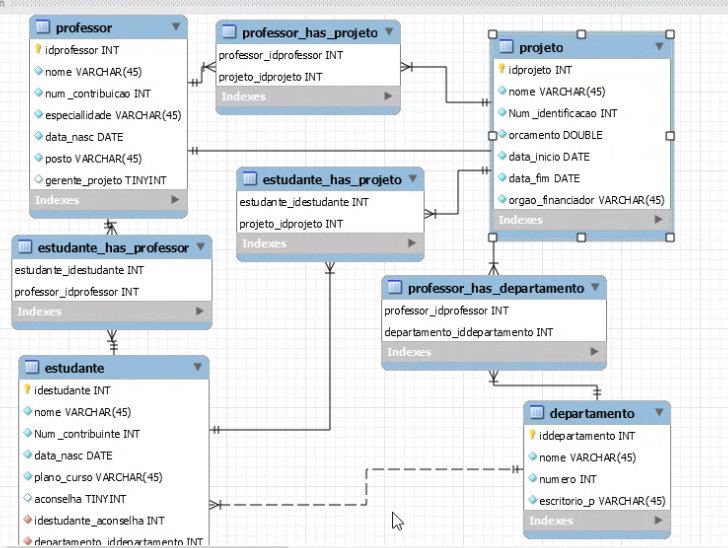 professor
idprofessor INT
nome VARCHAR(45)
num_contribuicao INT
especiallidade VARCHAR(45)
data_nasc DATE
posto VARCHAR(45)
gerente_projeto TINYINT
Indexes
professor_has_projeto
professor_idprofessor INT
projeto_idprojeto INT
Indexes
projeto
idprojeto INT
nome VARCHAR(45)
Num_identificacao INT
orcamento DOUBLE
data_inicio DATE
data_fim DATE
orgao_financiador VARCHAR(45)
Indexes
estudante_has_projeto
estudante_idestudante INT
projeto_idprojeto INT
Indexes
estudante_has_professor
estudante_idestudante INT
professor_idprofessor INT
Indexes
professor_has_departamento
professor_idprofessor INT
departamento_iddepartamento INT
Indexes
estudante
idestudante INT
nome VARCHAR(45)
Num_contribuinte INT
data_nasc DATE
plano_curso VARCHAR(45)
aconselha TINYINT
idestudante_aconselha INT
departamento_iddepartamento INT
departamento
iddepartamento INT
nome VARCHAR(45)
numero INT
escritorio_p VARCHAR(45)
Indexes